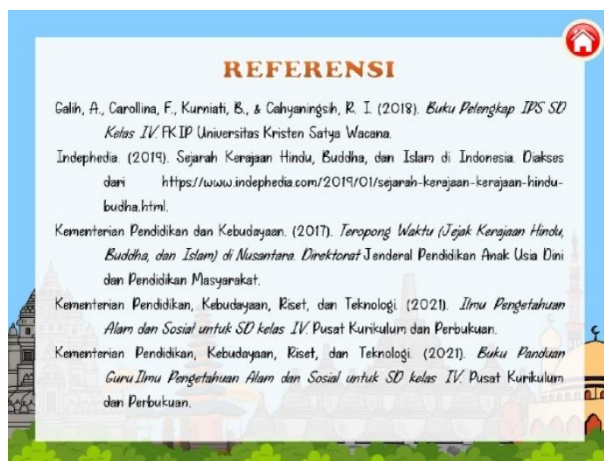 REFERENSI
Galih, A., Carollina, F., Kurniati, B., & Cahyaningsih, R. I. (2018). Buku Pelengkap IPS SD
Kelas IV. FKIP Universitas Kristen Satya Wacana.
Indephedia. (2019). Sejarah Kerajaan Hindu, Buddha, dan Islam di Indonesia. Diakses
dari https://www.indephedia.com/2019/01/sejarah-kerajaan-kerajaan-hindu-
budha.html.
Kementerian Pendidikan dan Kebudayaan. (2017). Teropong Waktu (Jejak Kerajaan Hindu,
Buddha, dan Islam) di Nusantara. Direktorat Jenderal Pendidikan Anak Usia Dini
dan Pendidikan Masyarakat.
Kementerian Pendidikan, Kebudayaan, Riset, dan Teknologi. (2021). Ilmu Pengetahuan
Alam dan Sosial untuk SD kelas IV. Pusat Kurikulum dan Perbukuan.
Kementerian Pendidikan, Kebudayaan, Riset, dan Teknologi. (2021). Buku Panduan
Guru Ilmu Pengetahuan Alam dan Sosial untuk SD kelas IV. Pusat Kurikulum
dan Perbukuan.